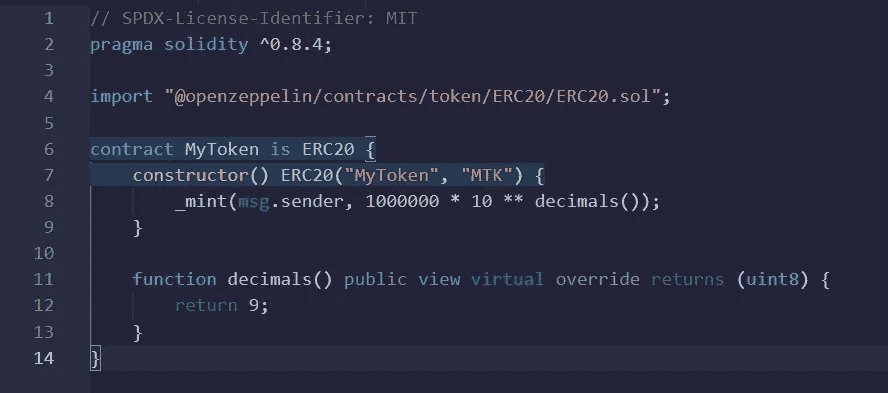 1 // SPDX-License-Identifier: MIT
2 pragma solidity ^0.8.4;
3
4 import "@openzeppelin/contracts/token/ERC20/ERC20.sol";
5
6 contract MyToken is ERC20 {
7     constructor() ERC20("MyToken", "MTK") {
8         _mint(msg.sender, 1000000 * 10 ** decimals());
9     }
10
11     function decimals() public view virtual override returns (uint8) {
12         return 9;
13     }
14 }